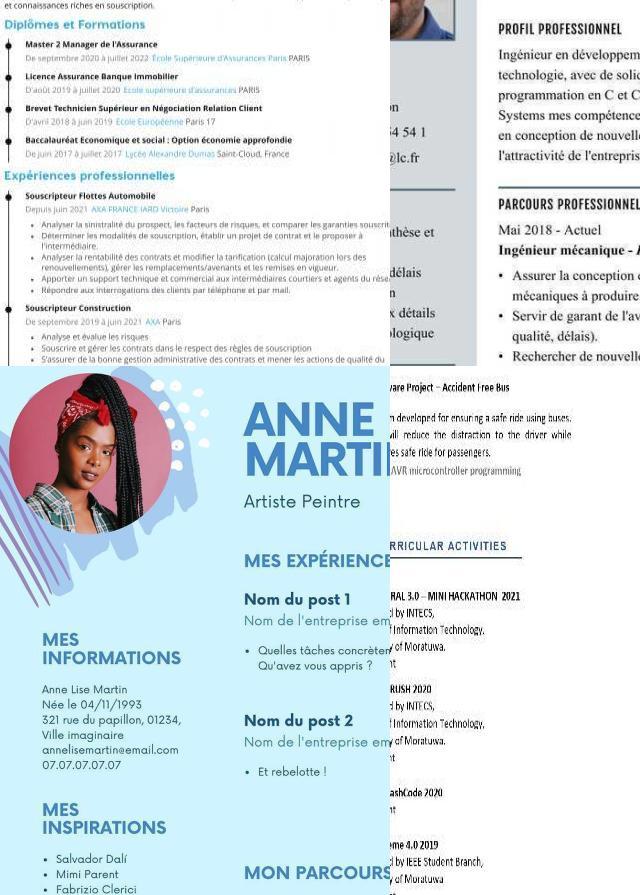 et connaissances riches en souscription.
Diplômes et Formations
Master 2 Manager de l'Assurance
De septembre 2020 à juillet 2022 École Supérieure d'Assurances Paris PARIS
Licence Assurance Banque Immobilier
D'août 2019 à juillet 2020 École supérieure d'assurances PARIS
Brevet Technicien Supérieur en Négociation Relation Client
D'avril 2018 à juin 2019 Ecole Européenne Paris 17
Baccalauréat Economique et social : Option économie approfondie
De juin 2017 à juillet 2017 Lycée Alexandre Dumas Saint-Cloud, France
Expériences professionnelles
Souscripteur Flottes Automobile
Depuis juin 2021 AXA FRANCE IARD Victoire Paris
• Analyser la sinistralité du prospect, les facteurs de risques, et comparer les garanties souscrit
• Déterminer les modalités de souscription, établir un projet de contrat et le proposer à
l'intermédiaire.
• Analyser la rentabilité des contrats et modifier la tarification (calcul majoration lors des
renouvellements), gérer les remplacements/avenants et les remises en vigueur.
• Apporter un support technique et commercial aux intermédiaires courtiers et agents du rése
• Répondre aux interrogations des clients par téléphone et par mail.
Souscripteur Construction
De septembre 2019 à juin 2021 AXA Paris
• Analyse et évalue les risques
• Souscrire et gérer les contrats dans le respect des règles de souscription
• S'assurer de la bonne gestion administrative des contrats et mener les actions de qualité du
on
54 54 1
@lc.fr
thèse et
délais
n
x détails
ologique
PROFIL PROFESSIONNEL
Ingénieur en développem
technologie, avec de solid
programmation en C et C
Systems mes compétence
en conception de nouvelle
l'attractivité de l'entrepris
PARCOURS PROFESSIONNEL
Mai 2018 - Actuel
Ingénieur mécanique - A
• Assurer la conception d
mécaniques à produire
• Servir de garant de l'av
qualité, délais).
• Rechercher de nouvelle
ANNE
MARTI
Artiste Peintre
MES EXPÉRIENCE
Nom du post 1
Nom de l'entreprise em
• Quelles tâches concrèter
Qu'avez vous appris ?
Nom du post 2
Nom de l'entreprise em
• Et rebelotte !
MON PARCOURS
MES
INFORMATIONS
Anne Lise Martin
Née le 04/11/1993
321 rue du papillon, 01234,
Ville imaginaire
annelisemartin@email.com
07.07.07.07.07
MES
INSPIRATIONS
• Salvador Dalí
• Mimi Parent
• Fabrizio Clerici
ware Project – Accident Free Bus
n developed for ensuring a safe ride using buses.
will reduce the distraction to the driver while
es safe ride for passengers.
AVR microcontroller programming
RRICULAR ACTIVITIES
RAL 3.0 – MINI HACKATHON 2021
d by INTECS,
f Information Technology,
y of Moratuwa.
nt
RUSH 2020
d by INTECS,
f Information Technology,
y of Moratuwa.
nt
ashCode 2020
nt
eme 4.0 2019
d by IEEE Student Branch,
y of Moratuwa